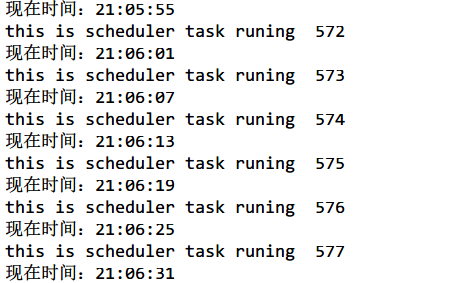 现在时间：21:05:55
this is scheduler task runing  572
现在时间：21:06:01
this is scheduler task runing  573
现在时间：21:06:07
this is scheduler task runing  574
现在时间：21:06:13
this is scheduler task runing  575
现在时间：21:06:19
this is scheduler task runing  576
现在时间：21:06:25
this is scheduler task runing  577
现在时间：21:06:31